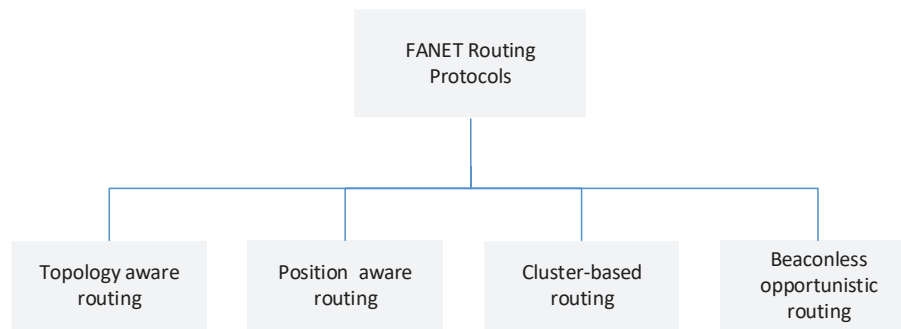 FANET Routing
Protocols
Topology aware
routing
Position  aware
routing
Cluster-based
routing
Beaconless
opportunistic
routing